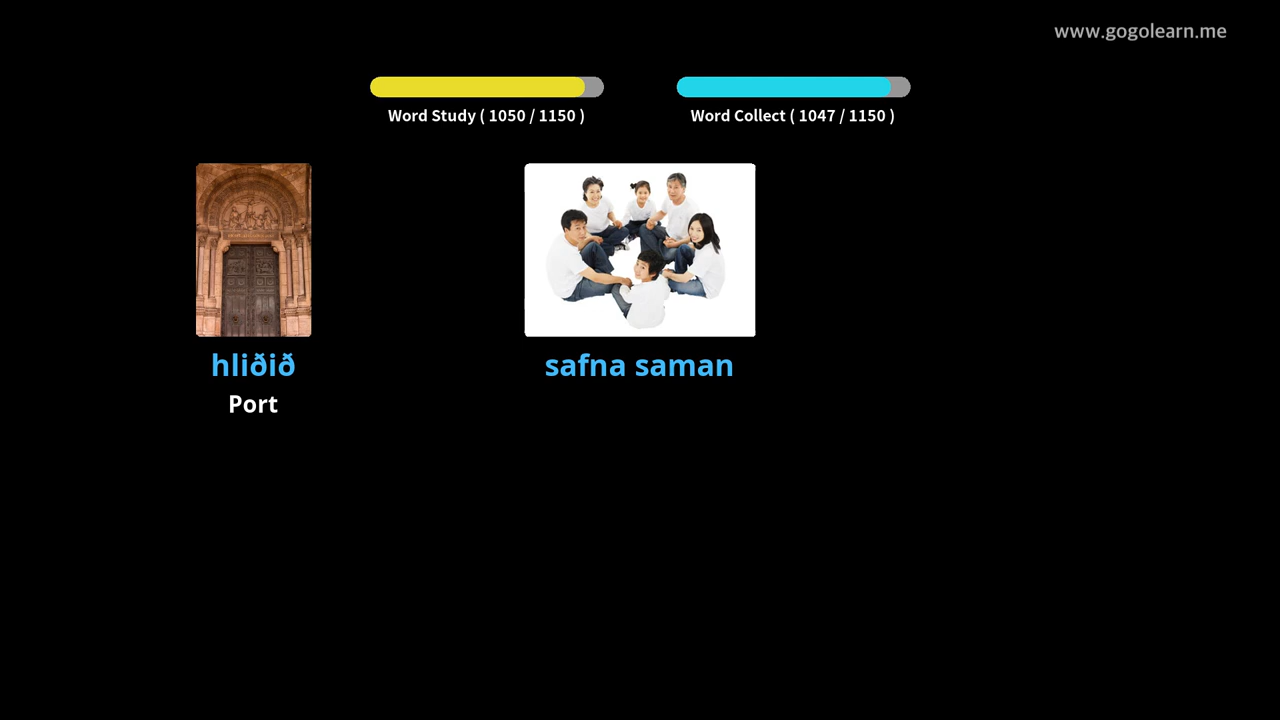 www.gogolearn.me
Word Study ( 1050 / 1150 )
Word Collect ( 1047 / 1150 )
hliðið
Port
safna saman